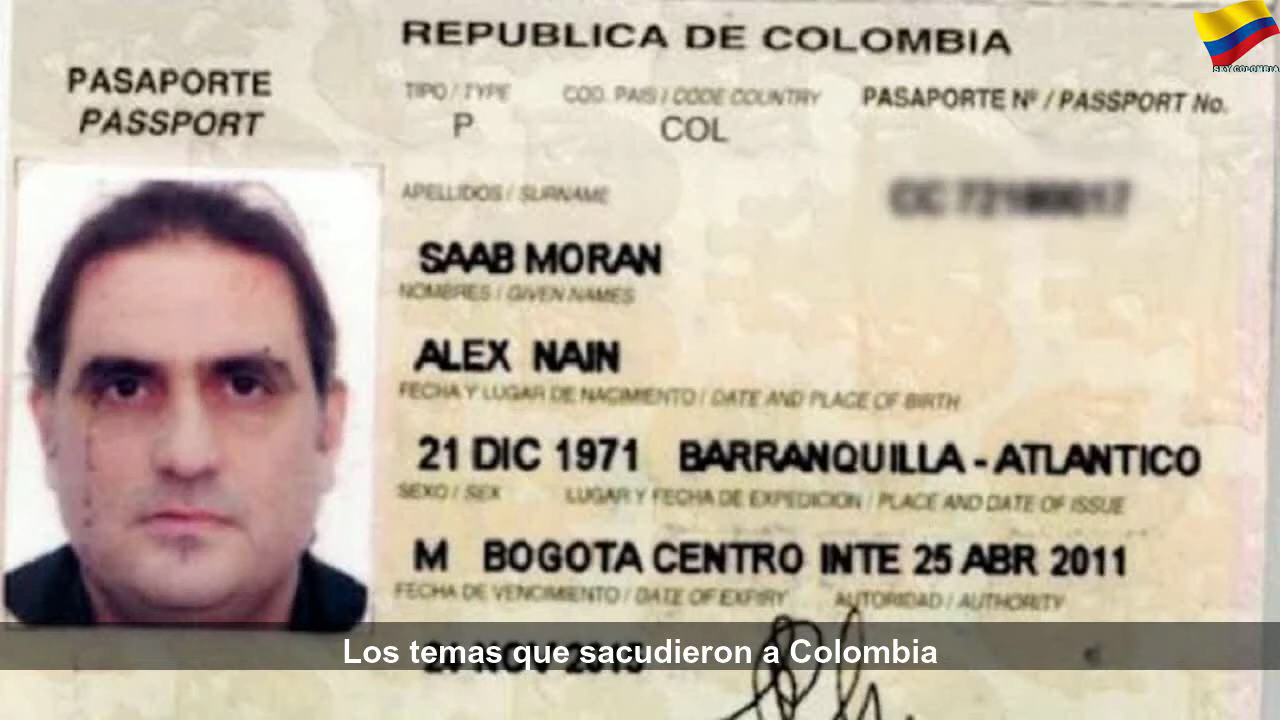 REPUBLICA DE COLOMBIA
SKY COLOMBIA
PASAPORTE
PASSPORT
TIPO / TYPE
COD. PAIS / CODE COUNTRY
PASAPORTE Nº / PASSPORT No.
P
COL
APELLIDOS / SURNAME
SAAB MORAN
NOMBRES / GIVEN NAMES
ALEX NAIN
FECHA Y LUGAR DE NACIMIENTO / DATE AND PLACE OF BIRTH
21 DIC 1971 BARRANQUILLA - ATLANTICO
SEXO / SEX
LUGAR Y FECHA DE EXPEDICION / PLACE AND DATE OF ISSUE
M BOGOTA CENTRO INTE 25 ABR 2011
FECHA DE VENCIMIENTO / DATE OF EXPIRY
AUTORIDAD / AUTHORITY
Los temas que sacudieron a Colombia